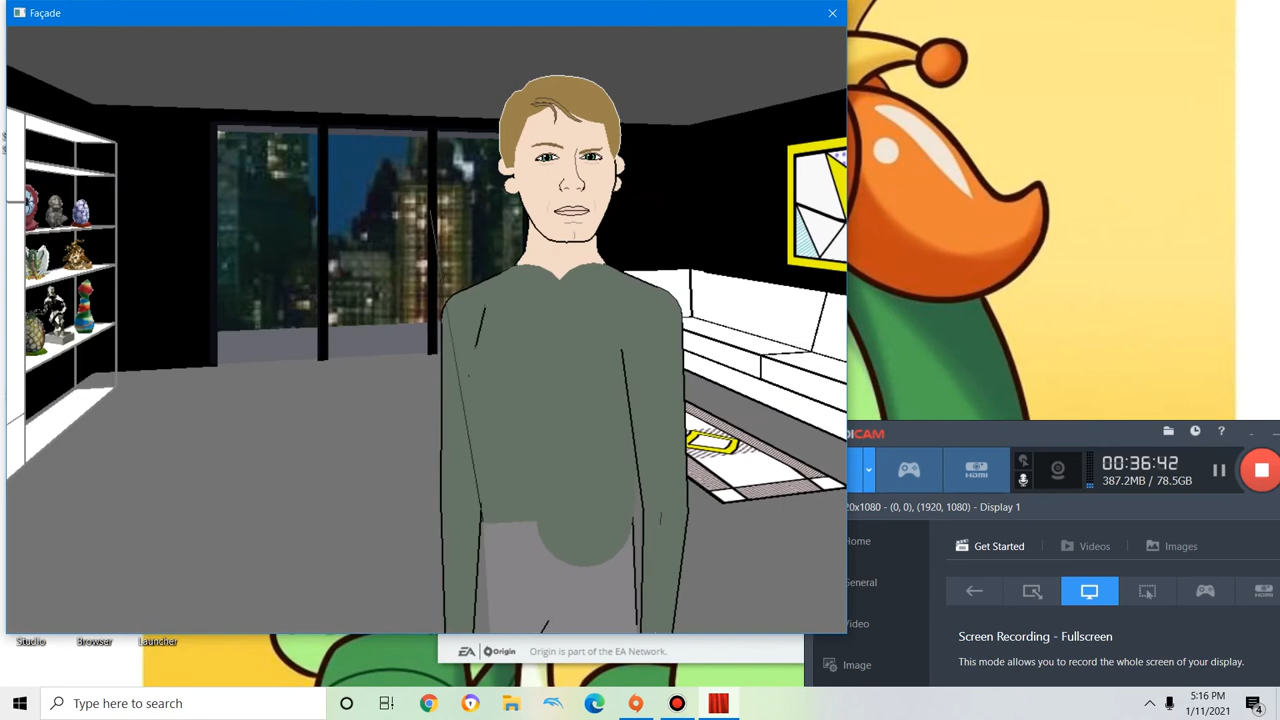 Façade
DICAM
00:36:42
387.2MB / 78.5GB
20x1080 - (0, 0), (1920, 1080) - Display 1
Home
General
Video
Image
Get Started
Videos
Images
HDMI
HDMI
Screen Recording - Fullscreen
This mode allows you to record the whole screen of your display.
Studio
Browser
Launcher
EA
Origin
Origin is part of the EA Network.
Type here to search
5:16 PM
1/11/2021
4